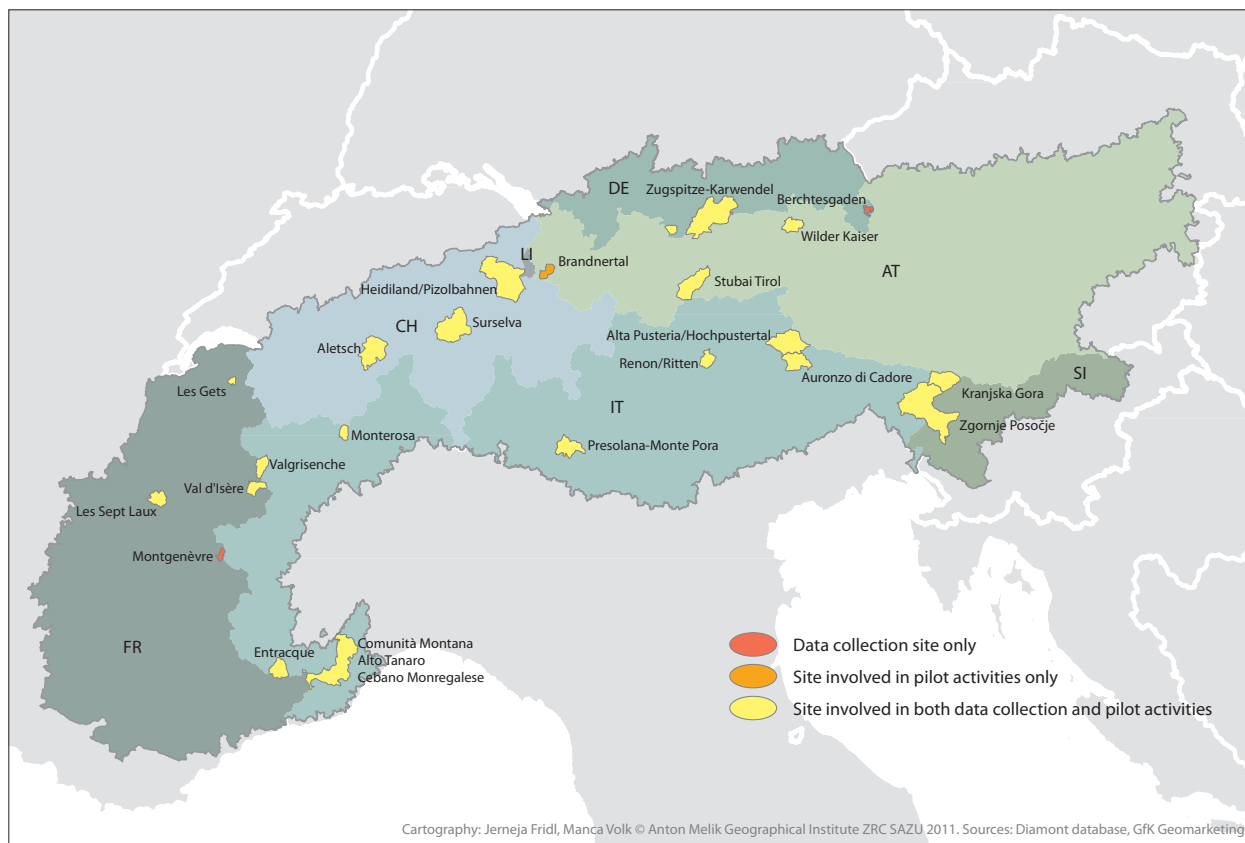 DE
Zugspitze-Karwendel
Berchtesgaden
Wilder Kaiser
LI
Brandnertal
AT
Heidiland/Pizolbahnen
Stubai Tirol
CH
Surselva
Alta Pusteria/Hochpustertal
Aletsch
Renon/Ritten
Auronzo di Cadore
SI
Les Gets
Kranjska Gora
IT
Zgornje Posočje
Monterosa
Presolana-Monte Pora
Valgrisenche
Val d'Isère
Les Sept Laux
Montgenèvre
FR
Entracque
Comunità Montana
Alto Tanaro
Cebano Monregalese
Data collection site only
Site involved in pilot activities only
Site involved in both data collection and pilot activities
Cartography: Jerneja Fridl, Manca Volk © Anton Melik Geographical Institute ZRC SAZU 2011. Sources: Diamont database, GfK Geomarketing